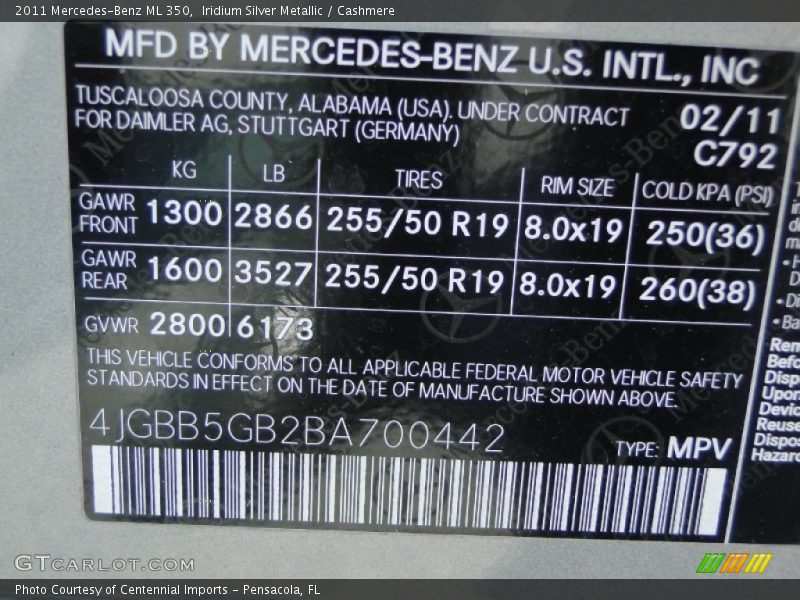 2011 Mercedes-Benz ML 350, Iridium Silver Metallic / Cashmere
MFD BY MERCEDES-BENZ U.S. INTL., INC
TUSCALOOSA COUNTY, ALABAMA (USA). UNDER CONTRACT
FOR DAIMLER AG, STUTTGART (GERMANY)
02/11
C792
KG LB TIRES RIM SIZE COLD KPA (PSI)
GAWR FRONT 1300 2866 255/50 R19 8.0x19 250(36)
GAWR REAR 1600 3527 255/50 R19 8.0x19 260(38)
GVWR 2800 6173
THIS VEHICLE CONFORMS TO ALL APPLICABLE FEDERAL MOTOR VEHICLE SAFETY
STANDARDS IN EFFECT ON THE DATE OF MANUFACTURE SHOWN ABOVE.
4JGBB5GB2BA700442
TYPE: MPV
GTCARLOT.COM
Photo Courtesy of Centennial Imports - Pensacola, FL